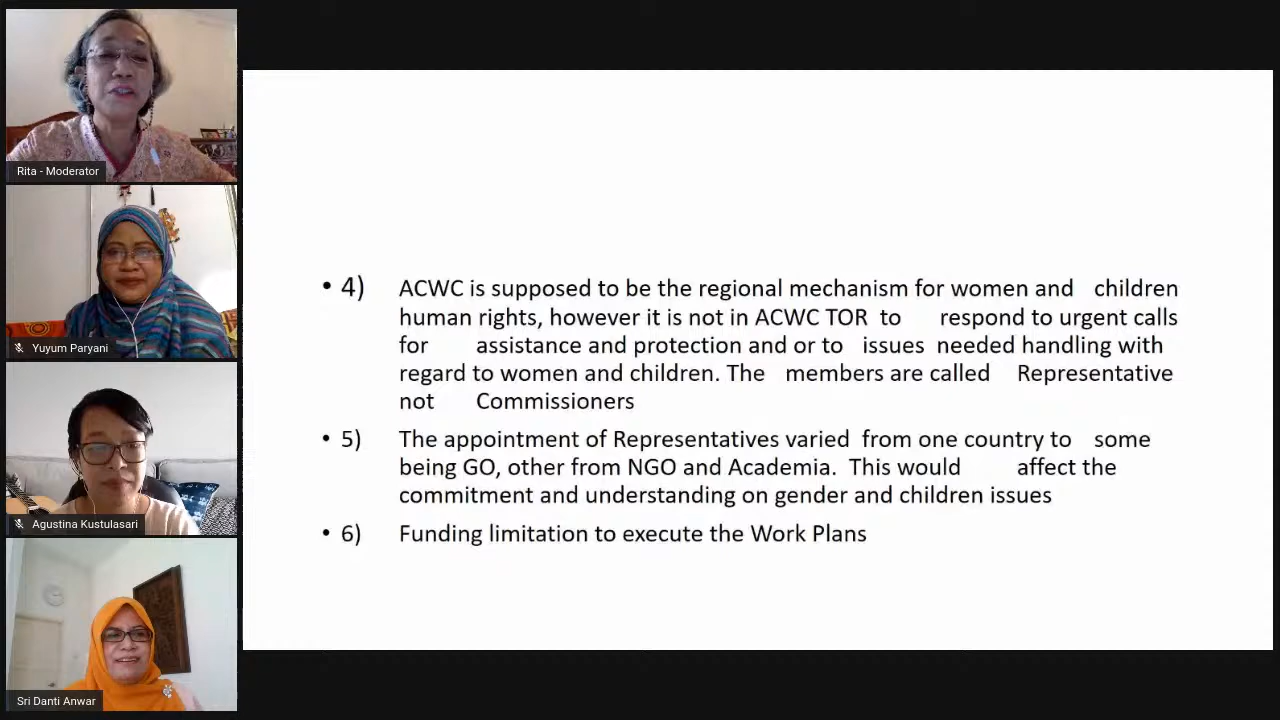 Rita - Moderator
Yuyum Paryani
Agustina Kustulasari
Sri Danti Anwar
• 4) ACWC is supposed to be the regional mechanism for women and children
human rights, however it is not in ACWC TOR to respond to urgent calls
for assistance and protection and or to issues needed handling with
regard to women and children. The members are called Representative
not Commissioners
• 5) The appointment of Representatives varied from one country to some
being GO, other from NGO and Academia. This would affect the
commitment and understanding on gender and children issues
• 6) Funding limitation to execute the Work Plans